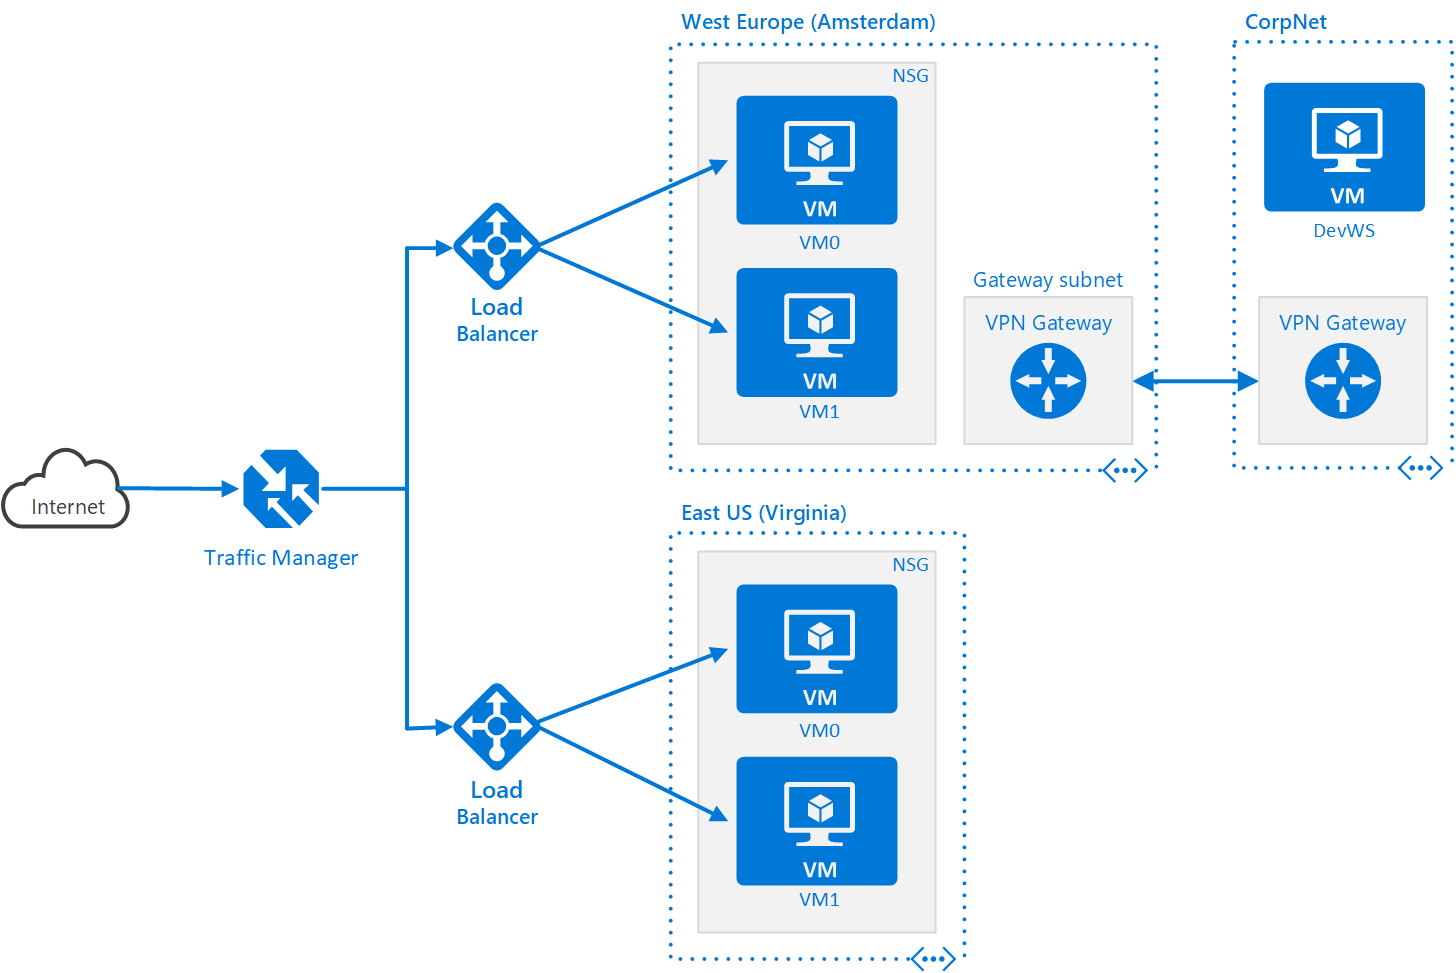 West Europe (Amsterdam)
CorpNet
NSG
VM
VM0
VM
VM1
VM
DevWS
Gateway subnet
VPN Gateway
VPN Gateway
Load
Balancer
Internet
Traffic Manager
East US (Virginia)
NSG
VM
VM0
VM
VM1
Load
Balancer